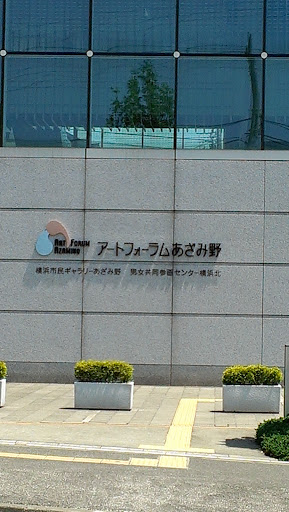 ART FORUM
AZAMINO
アートフォーラムあざみ野
横浜市民ギャラリーあざみ野 男女共同参画センター横浜北